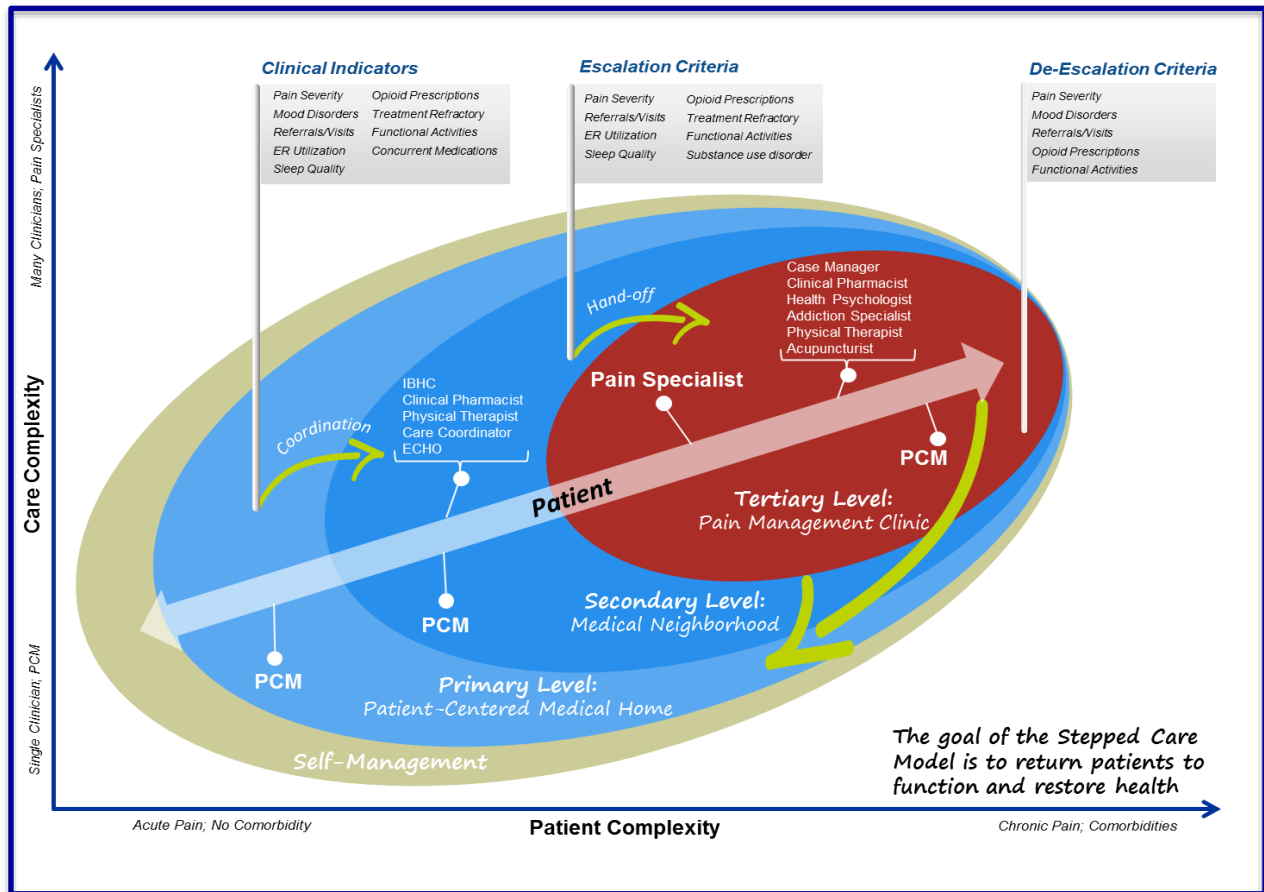 Clinical Indicators
Pain Severity
Mood Disorders
Referrals/Visits
ER Utilization
Sleep Quality
Opioid Prescriptions
Treatment Refractory
Functional Activities
Concurrent Medications
Escalation Criteria
Pain Severity
Referrals/Visits
ER Utilization
Sleep Quality
Opioid Prescriptions
Treatment Refractory
Functional Activities
Substance use disorder
De-Escalation Criteria
Pain Severity
Mood Disorders
Referrals/Visits
Opioid Prescriptions
Functional Activities
Many Clinicians; Pain Specialists
Care Complexity
Single Clinician; PCM
Coordination
IBHC
Clinical Pharmacist
Physical Therapist
Care Coordinator
ECHO
Hand-off
Case Manager
Clinical Pharmacist
Health Psychologist
Addiction Specialist
Physical Therapist
Acupuncturist
Pain Specialist
PCM
Patient
Tertiary Level:
Pain Management Clinic
PCM
Secondary Level:
Medical Neighborhood
PCM
Primary Level:
Patient-Centered Medical Home
Self-Management
The goal of the Stepped Care
Model is to return patients to
function and restore health
Acute Pain; No Comorbidity
Patient Complexity
Chronic Pain; Comorbidities